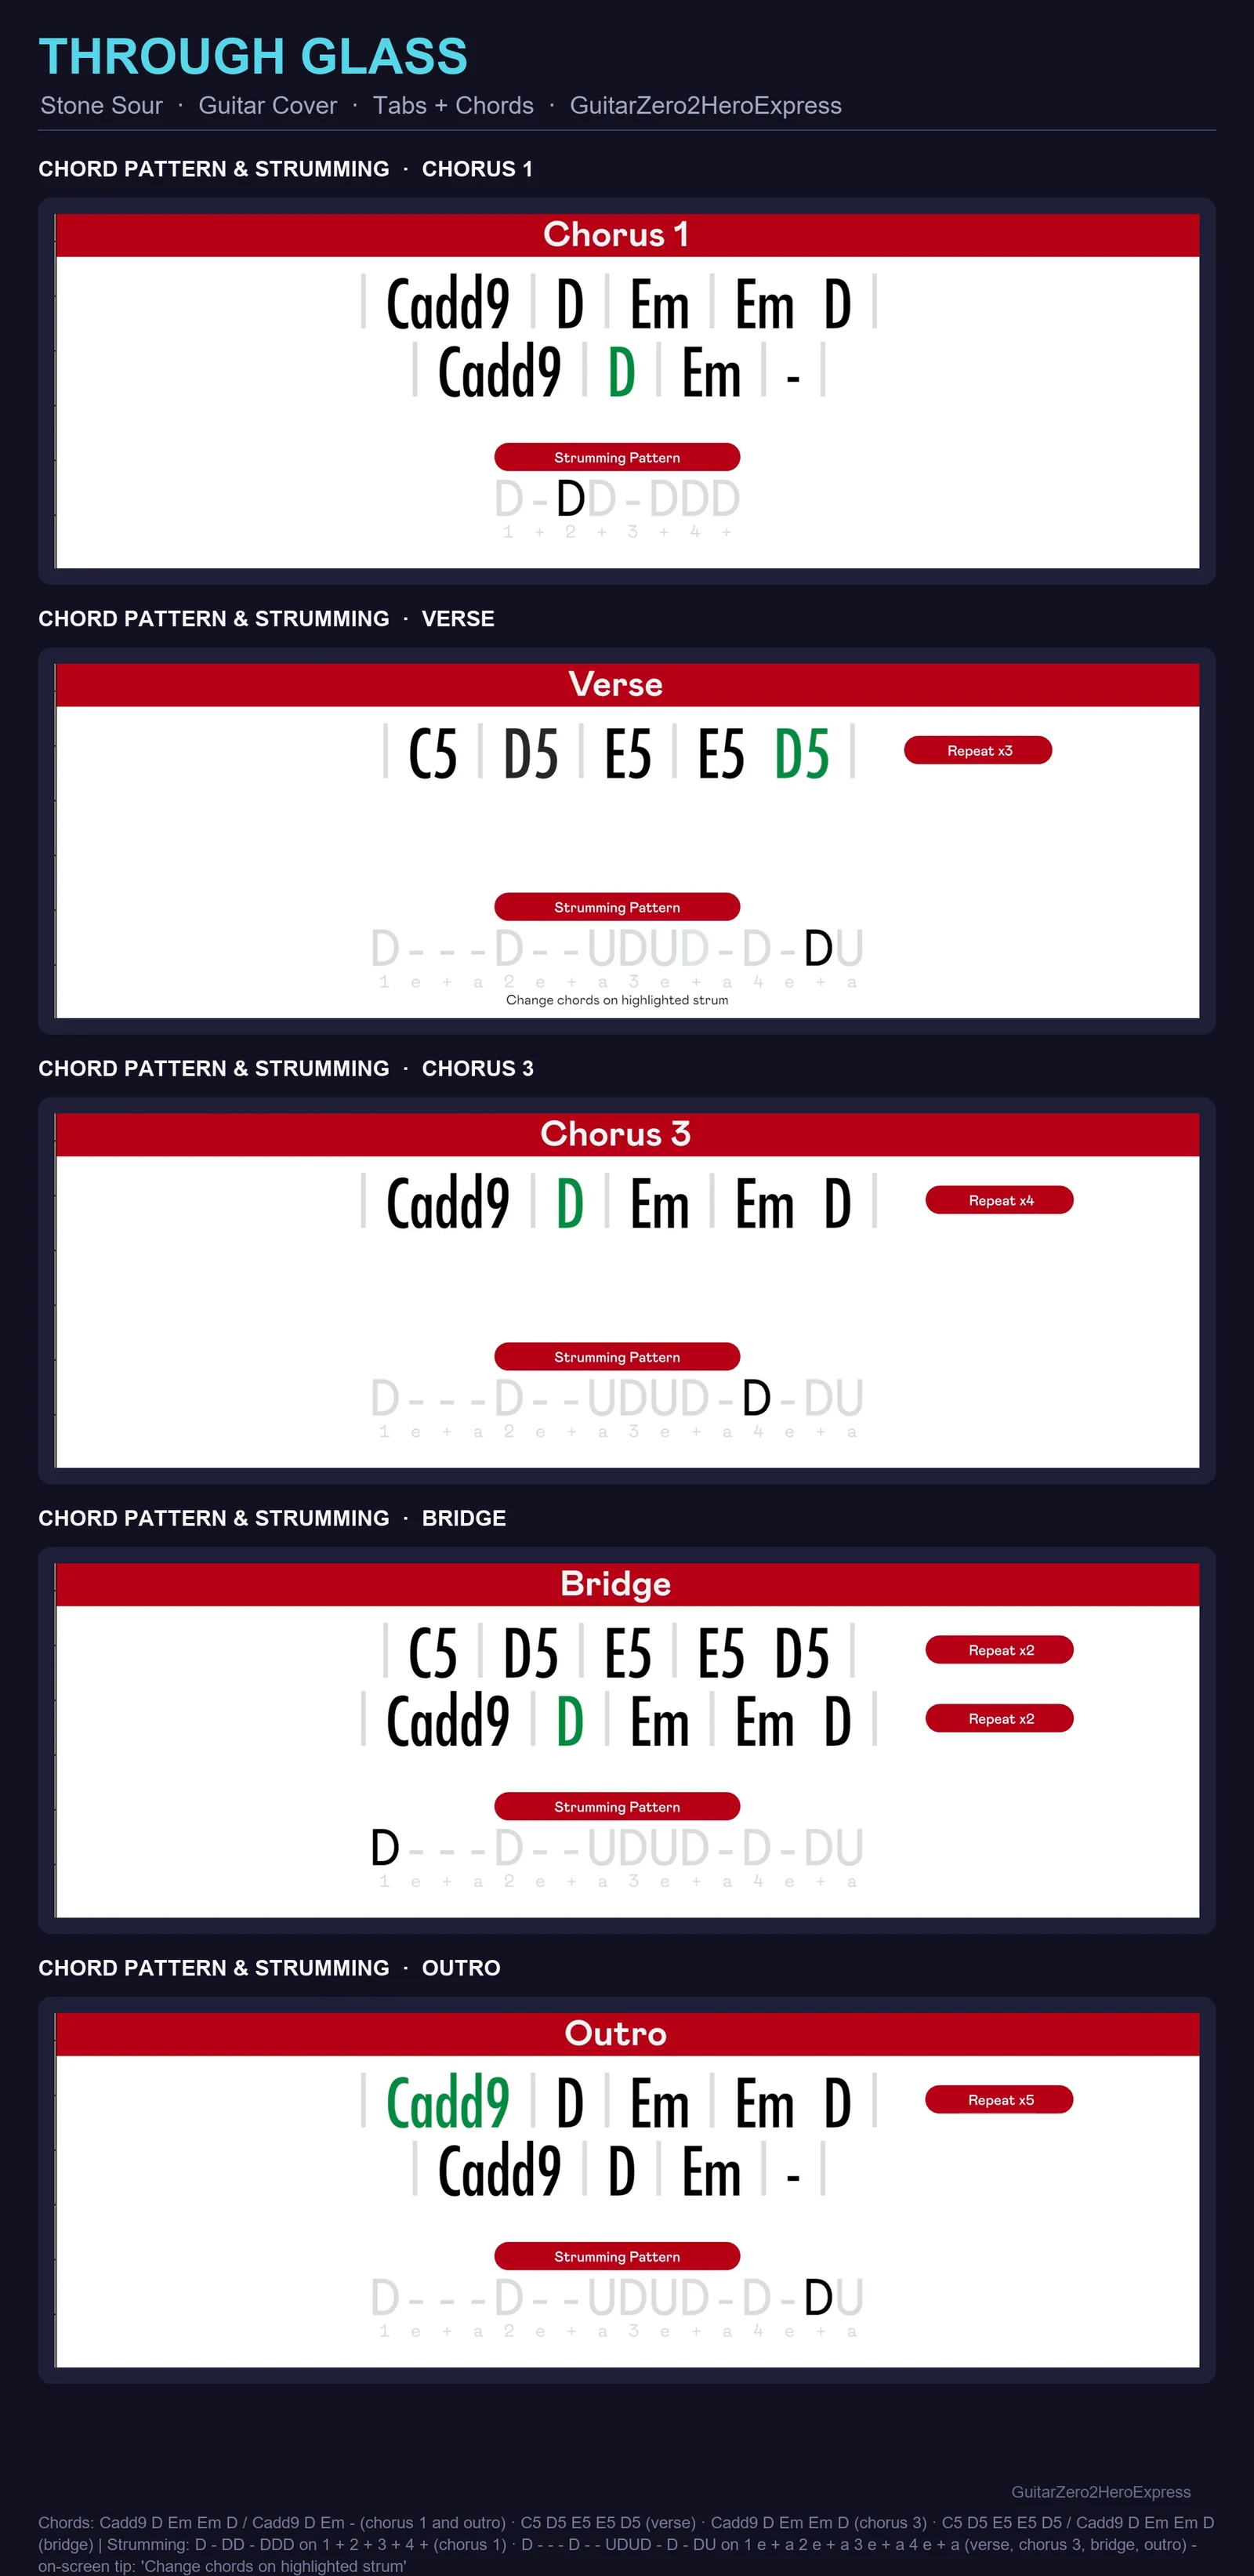 THROUGH GLASS
Stone Sour · Guitar Cover · Tabs + Chords · GuitarZero2HeroExpress
CHORD PATTERN & STRUMMING · CHORUS 1
Chorus 1
| Cadd9 | D | Em | Em D |
| Cadd9 | D | Em | - |
Strumming Pattern
D - D D - D D D
1 + 2 + 3 + 4 +
CHORD PATTERN & STRUMMING · VERSE
Verse
| C5 | D5 | E5 | E5 D5 | Repeat x3
Strumming Pattern
D - - - D - - U D U D - D - D U
1 e + a 2 e + a 3 e + a 4 e + a
Change chords on highlighted strum
CHORD PATTERN & STRUMMING · CHORUS 3
Chorus 3
| Cadd9 | D | Em | Em D | Repeat x4
Strumming Pattern
D - - - D - - U D U D - D - D U
1 e + a 2 e + a 3 e + a 4 e + a
CHORD PATTERN & STRUMMING · BRIDGE
Bridge
| C5 | D5 | E5 | E5 D5 | Repeat x2
| Cadd9 | D | Em | Em D | Repeat x2
Strumming Pattern
D - - - D - - U D U D - D - D U
1 e + a 2 e + a 3 e + a 4 e + a
CHORD PATTERN & STRUMMING · OUTRO
Outro
| Cadd9 | D | Em | Em D | Repeat x5
| Cadd9 | D | Em | - |
Strumming Pattern
D - - - D - - U D U D - D - D U
1 e + a 2 e + a 3 e + a 4 e + a
GuitarZero2HeroExpress
Chords: Cadd9 D Em Em D / Cadd9 D Em - (chorus 1 and outro) · C5 D5 E5 E5 D5 (verse) · Cadd9 D Em Em D (chorus 3) · C5 D5 E5 E5 D5 / Cadd9 D Em Em D
(bridge) | Strumming: D - DD - DDD on 1 + 2 + 3 + 4 + (chorus 1) · D - - - D - - UDUD - D - DU on 1 e + a 2 e + a 3 e + a 4 e + a (verse, chorus 3, bridge, outro) -
on-screen tip: 'Change chords on highlighted strum'